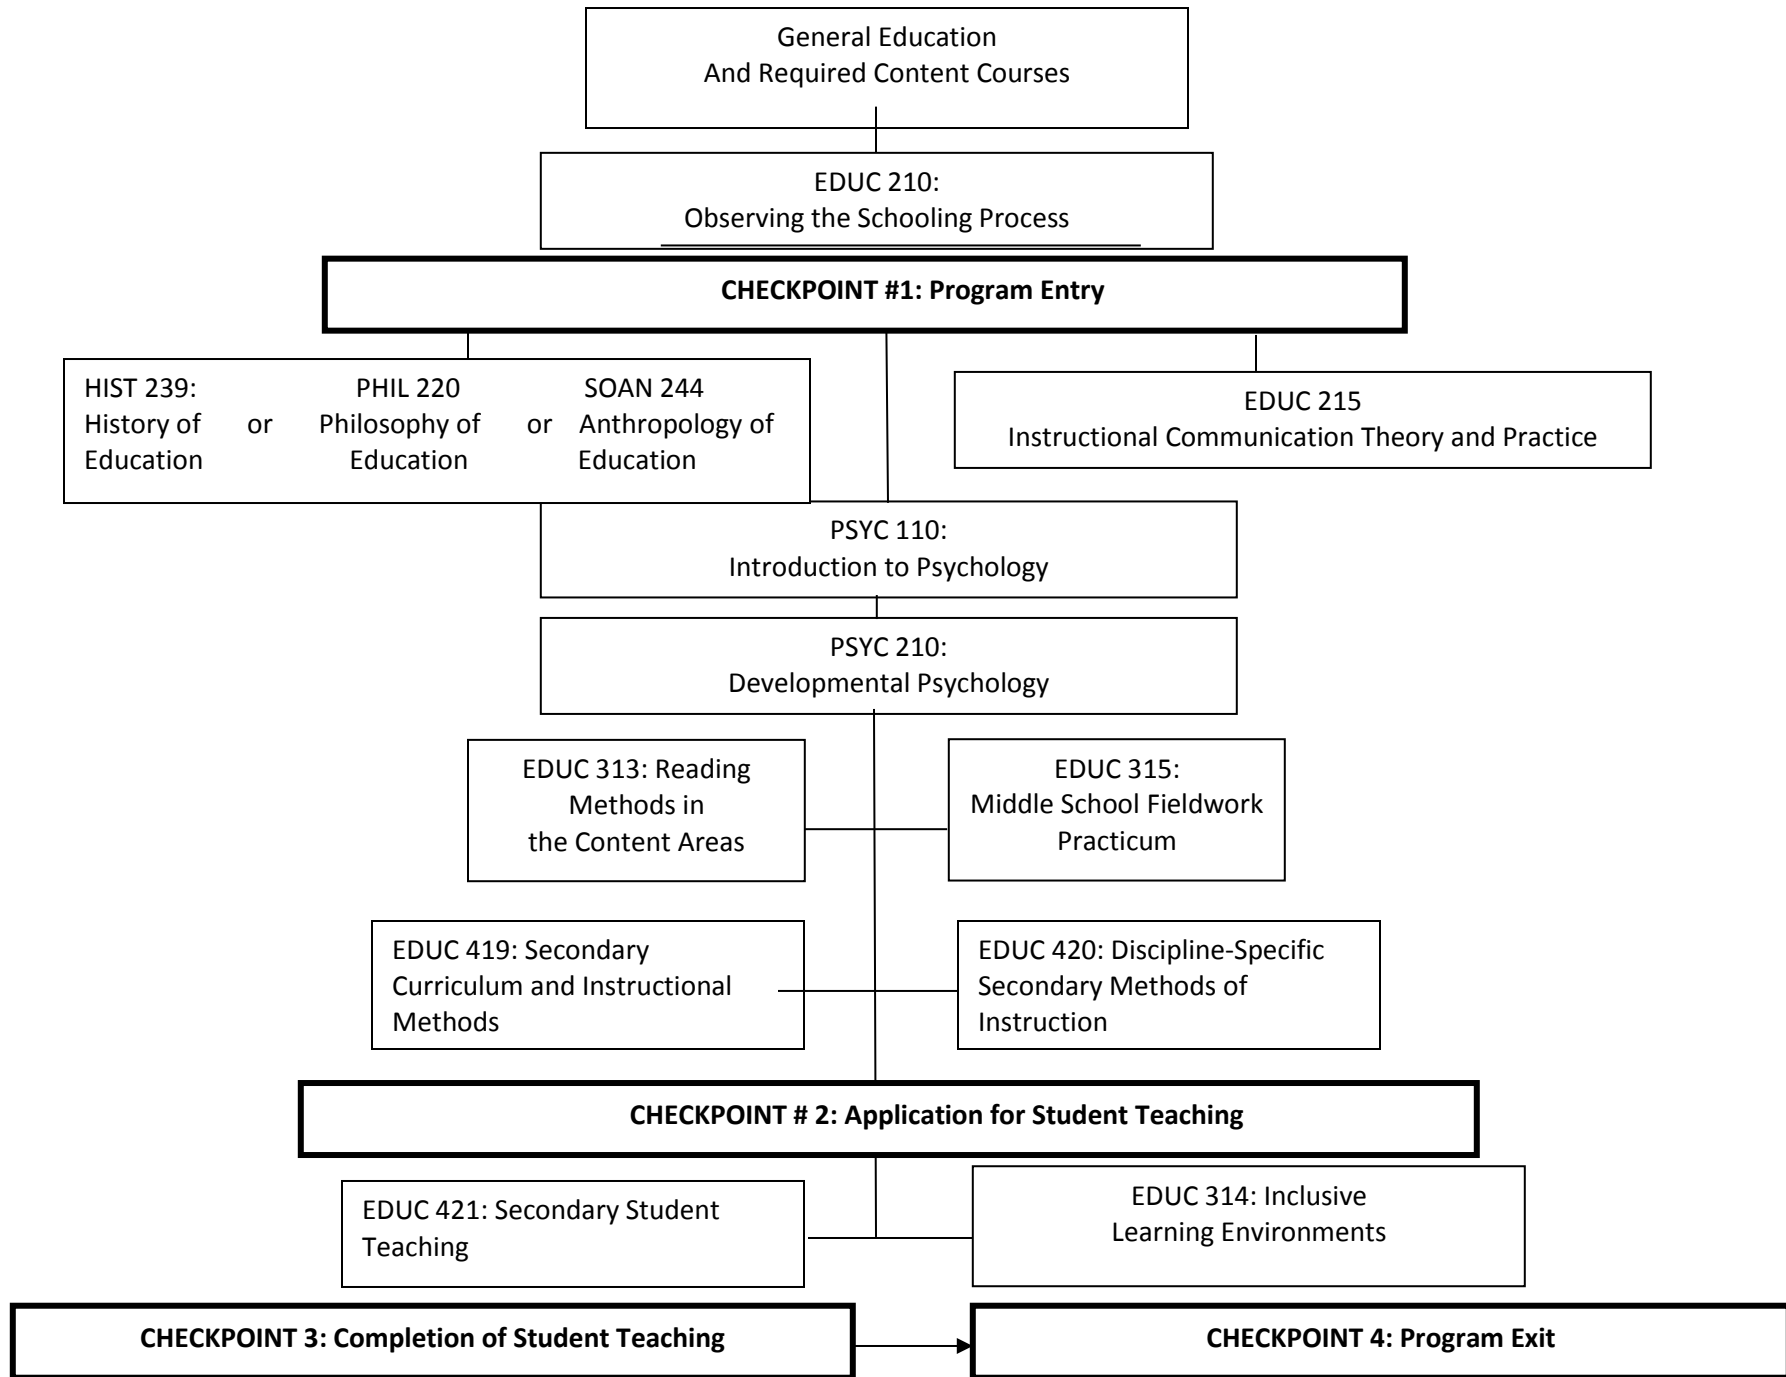 General Education
And Required Content Courses
EDUC 210:
Observing the Schooling Process
CHECKPOINT #1: Program Entry
HIST 239: PHIL 220 SOAN 244
History of or Philosophy of or Anthropology of
Education Education Education
EDUC 215
Instructional Communication Theory and Practice
PSYC 110:
Introduction to Psychology
PSYC 210:
Developmental Psychology
EDUC 313: Reading
Methods in
the Content Areas
EDUC 315:
Middle School Fieldwork
Practicum
EDUC 419: Secondary
Curriculum and Instructional
Methods
EDUC 420: Discipline-Specific
Secondary Methods of
Instruction
CHECKPOINT # 2: Application for Student Teaching
EDUC 421: Secondary Student
Teaching
EDUC 314: Inclusive
Learning Environments
CHECKPOINT 3: Completion of Student Teaching
CHECKPOINT 4: Program Exit